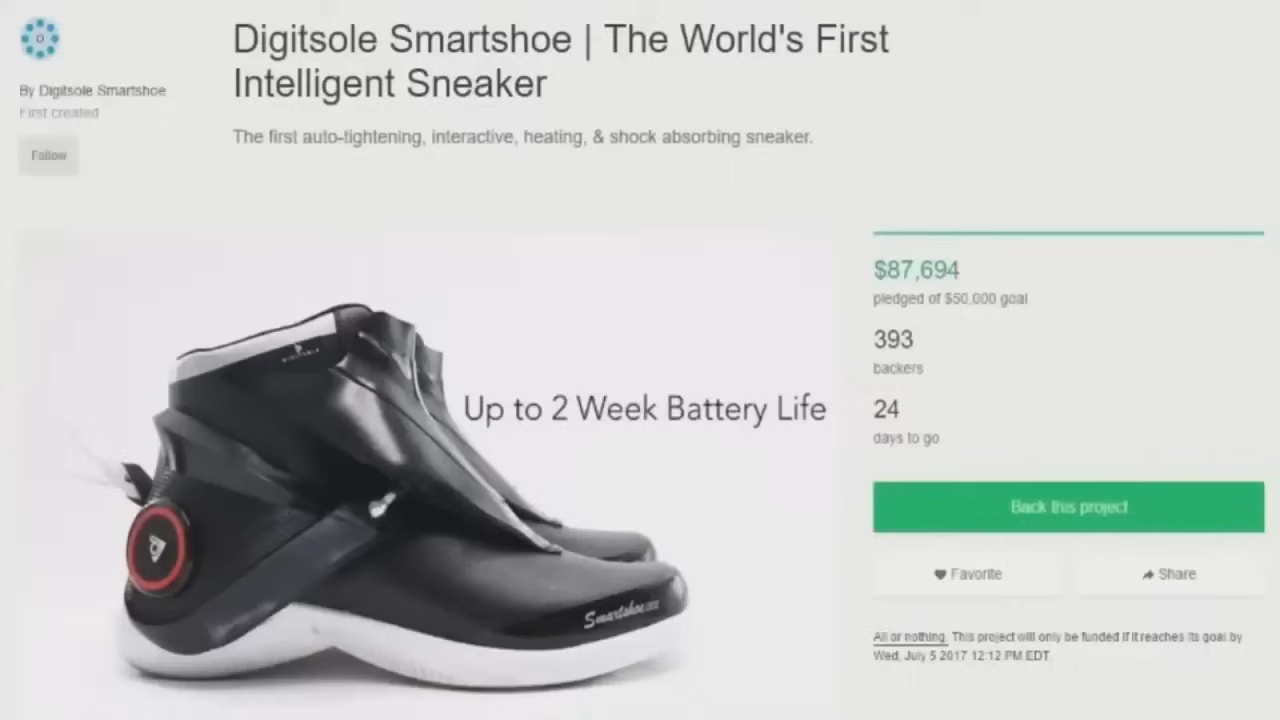 Digitsole Smartshoe | The World's First
Intelligent Sneaker
By Digitsole Smartshoe
First created
Follow
The first auto-tightening, interactive, heating, & shock absorbing sneaker.
$87,694
pledged of $50,000 goal
393
backers
24
days to go
Up to 2 Week Battery Life
Back this project
Favorite
Share
Smartshoe
All or nothing. This project will only be funded if it reaches its goal by
Wed, July 5 2017 12:12 PM EDT.